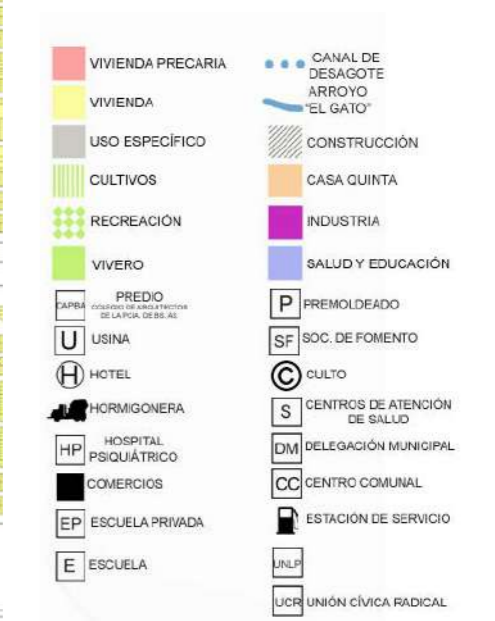 VIVIENDA PRECARIA
VIVIENDA
USO ESPECÍFICO
CULTIVOS
RECREACIÓN
VIVERO
CAPBA PREDIO
COLEGIO DE ARQUITECTOS
DE LA PCIA. DE BS. AS
U USINA
H HOTEL
HORMIGONERA
HP HOSPITAL
PSIQUIÁTRICO
COMERCIOS
EP ESCUELA PRIVADA
E ESCUELA
CANAL DE
DESAGOTE
ARROYO
"EL GATO"
CONSTRUCCIÓN
CASA QUINTA
INDUSTRIA
SALUD Y EDUCACIÓN
P PREMOLDEADO
SF SOC. DE FOMENTO
C CULTO
S CENTROS DE ATENCIÓN
DE SALUD
DM DELEGACIÓN MUNICIPAL
CC CENTRO COMUNAL
ESTACIÓN DE SERVICIO
UNLP
UCR UNIÓN CÍVICA RADICAL